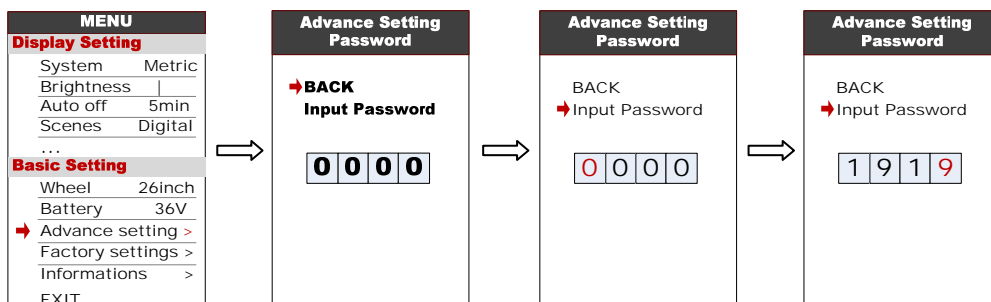 MENU
Display Setting
System Metric
Brightness |
Auto off 5min
Scenes Digital
...
Basic Setting
Wheel 26inch
Battery 36V
Advance setting >
Factory settings >
Informations >
EXIT
Advance Setting
Password
BACK
Input Password
0 0 0 0
Advance Setting
Password
BACK
Input Password
0 0 0 0
Advance Setting
Password
BACK
Input Password
1 9 1 9